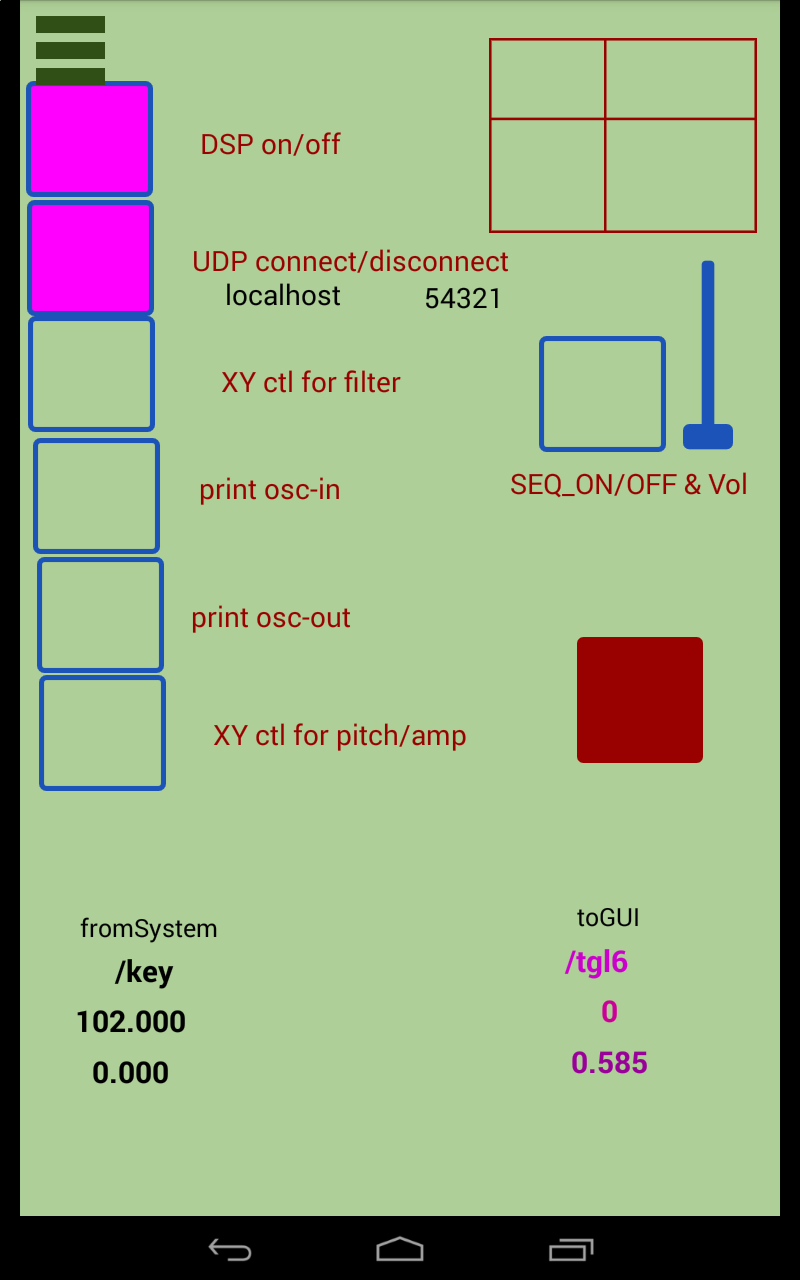 DSP on/off
UDP connect/disconnect
localhost 54321
XY ctl for filter
print osc-in
SEQ_ON/OFF & Vol
print osc-out
XY ctl for pitch/amp
fromSystem
/key
102.000
0.000
toGUI
/tgl6
0
0.585